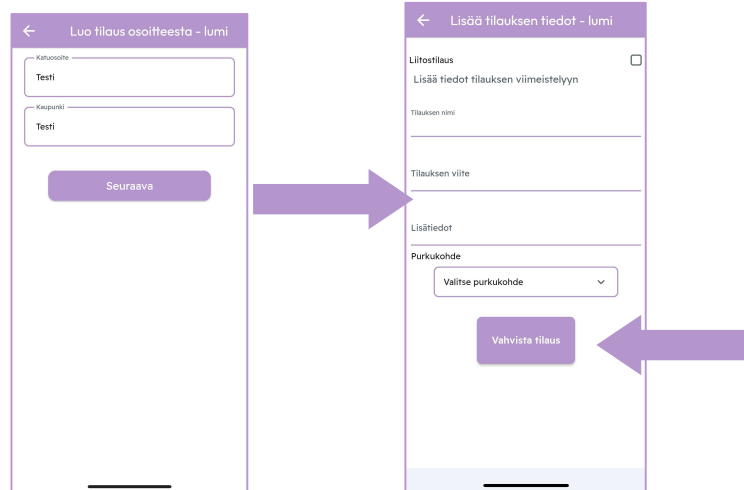 Luo tilaus osoitteesta - lumi
Katuosoite
Testi
Kaupunki
Testi
Seuraava
Lisää tilauksen tiedot - lumi
Liitostilaus
Lisää tiedot tilauksen viimeistelyyn
Tilauksen nimi
Tilauksen viite
Lisätiedot
Purkukohde
Valitse purkukohde
Vahvista tilaus